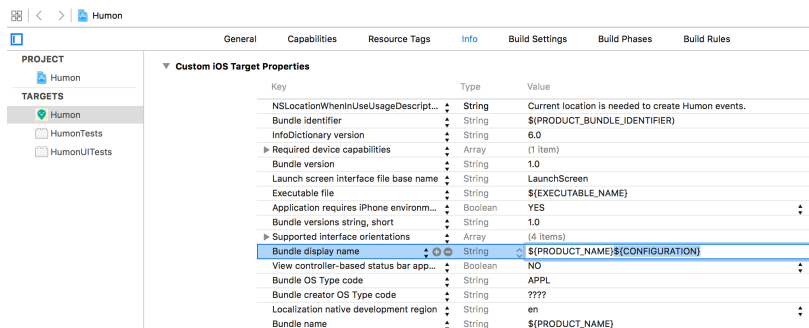 Humon
General Capabilities Resource Tags Info Build Settings Build Phases Build Rules
PROJECT
Humon
TARGETS
Humon
HumonTests
HumonUITests
Custom iOS Target Properties
Key Type Value
NSLocationWhenInUseUsageDescript... String Current location is needed to create Humon events.
Bundle identifier String $(PRODUCT_BUNDLE_IDENTIFIER)
InfoDictionary version String 6.0
Required device capabilities Array (1 item)
Bundle version String 1.0
Launch screen interface file base name String LaunchScreen
Executable file String ${EXECUTABLE_NAME}
Application requires iPhone environm... Boolean YES
Bundle versions string, short String 1.0
Supported interface orientations Array (4 items)
Bundle display name String ${PRODUCT_NAME}${CONFIGURATION}
View controller-based status bar app... Boolean NO
Bundle OS Type code String APPL
Bundle creator OS Type code String ????
Localization native development region String en
Bundle name String ${PRODUCT_NAME}